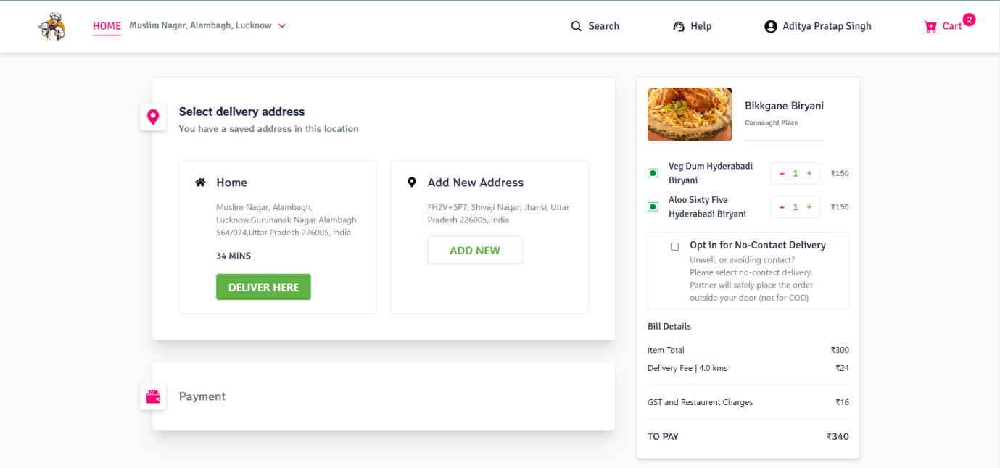 HOME Muslim Nagar, Alambagh, Lucknow Search Help Aditya Pratap Singh Cart 2
Select delivery address
You have a saved address in this location
Home
Muslim Nagar, Alambagh,
Lucknow,Gurunanak Nagar Alambagh
564/074,Uttar Pradesh 226005, india
34 MINS
DELIVER HERE
Add New Address
FH2V+5P7, Shivaji Nagar, Jhansi, Uttar
Pradesh 226005, india
ADD NEW
Payment
Bikkgane Biryani
Connaught Place
Veg Dum Hyderabadi
Biryani
- 1 + ₹150
Aloo Sixty Five
Hyderabadi Biryani
- 1 + ₹150
Opt in for No-Contact Delivery
Unwell, or avoiding contact?
Please select no-contact delivery.
Partner will safely place the order
outside your door (not for COD)
Bill Details
Item Total ₹300
Delivery Fee | 4.0 kms ₹24
GST and Restaurent Charges ₹16
TO PAY ₹340